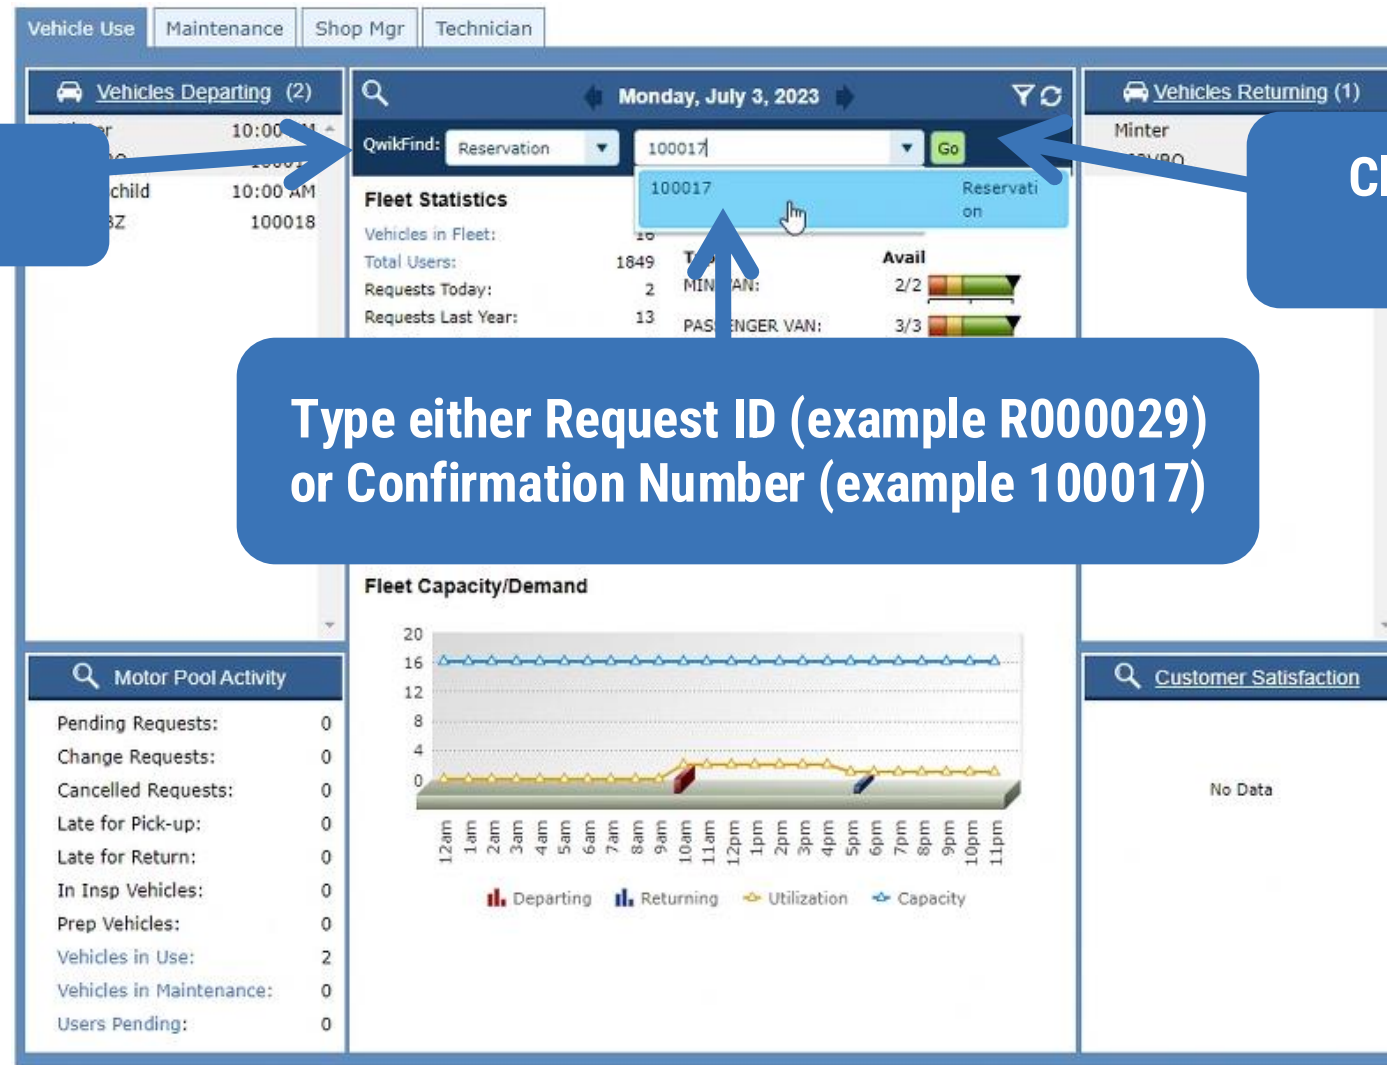 Vehicle Use Maintenance Shop Mgr Technician
Vehicles Departing (2)
10:00
10:00 AM
100018
Monday, July 3, 2023
QwikFind: Reservation 100017 Go
100017 Reservati
on
Fleet Statistics
Vehicles in Fleet: 16
Total Users: 1849
Requests Today: 2
Requests Last Year: 13
Avail
MINIVAN: 2/2
PASSENGER VAN: 3/3
Vehicles Returning (1)
Minter
Type either Request ID (example R000029)
or Confirmation Number (example 100017)
Fleet Capacity/Demand
20
16
12
8
4
0
12am 1am 2am 3am 4am 5am 6am 7am 8am 9am 10am 11am 12pm 1pm 2pm 3pm 4pm 5pm 6pm 7pm 8pm 9pm 10pm 11pm
Departing Returning Utilization Capacity
Motor Pool Activity
Pending Requests: 0
Change Requests: 0
Cancelled Requests: 0
Late for Pick-up: 0
Late for Return: 0
In Insp Vehicles: 0
Prep Vehicles: 0
Vehicles in Use: 2
Vehicles in Maintenance: 0
Users Pending: 0
Customer Satisfaction
No Data